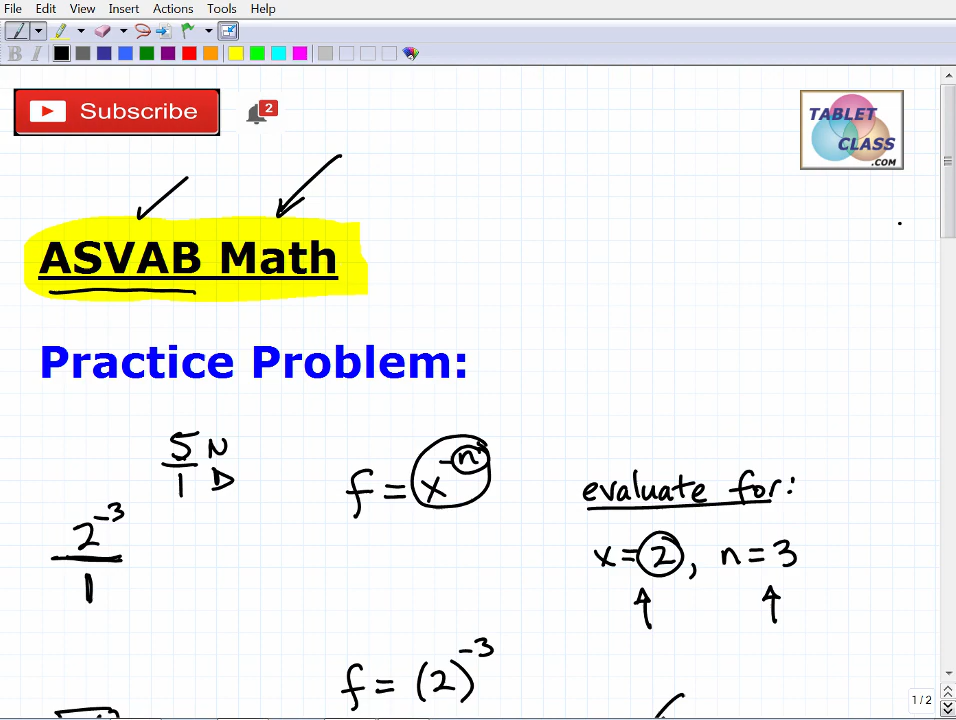 File Edit View Insert Actions Tools Help
B I
Subscribe
2
TABLET
CLASS
.COM
ASVAB Math
Practice Problem:
5 N
1 D
f = x^-n
evaluate for:
x = 2, n = 3
2^-3
1
f = (2)^-3
1 / 2